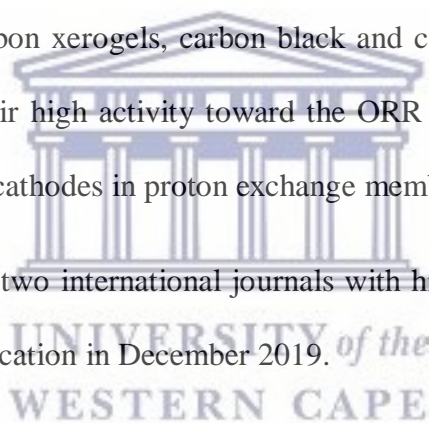 bon xerogels, carbon black and c
ir high activity toward the ORR
cathodes in proton exchange mem
two international journals with h
UNIVERSITY of the
ication in December 2019.
WESTERN CAPE